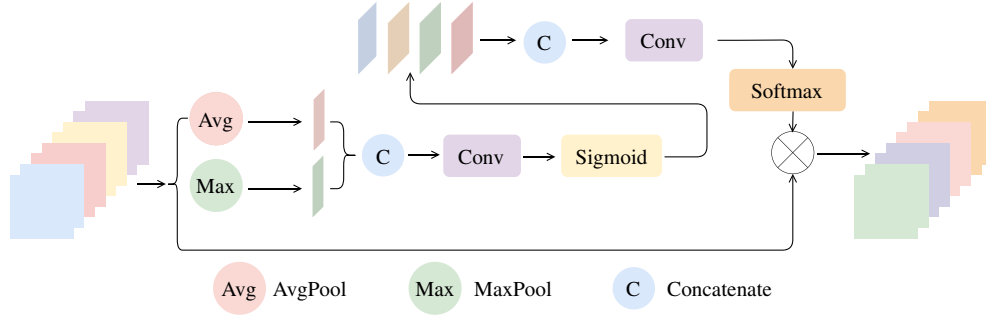 C
Conv
Softmax
Avg
C
Conv
Sigmoid
Max
Avg AvgPool
Max MaxPool
C Concatenate